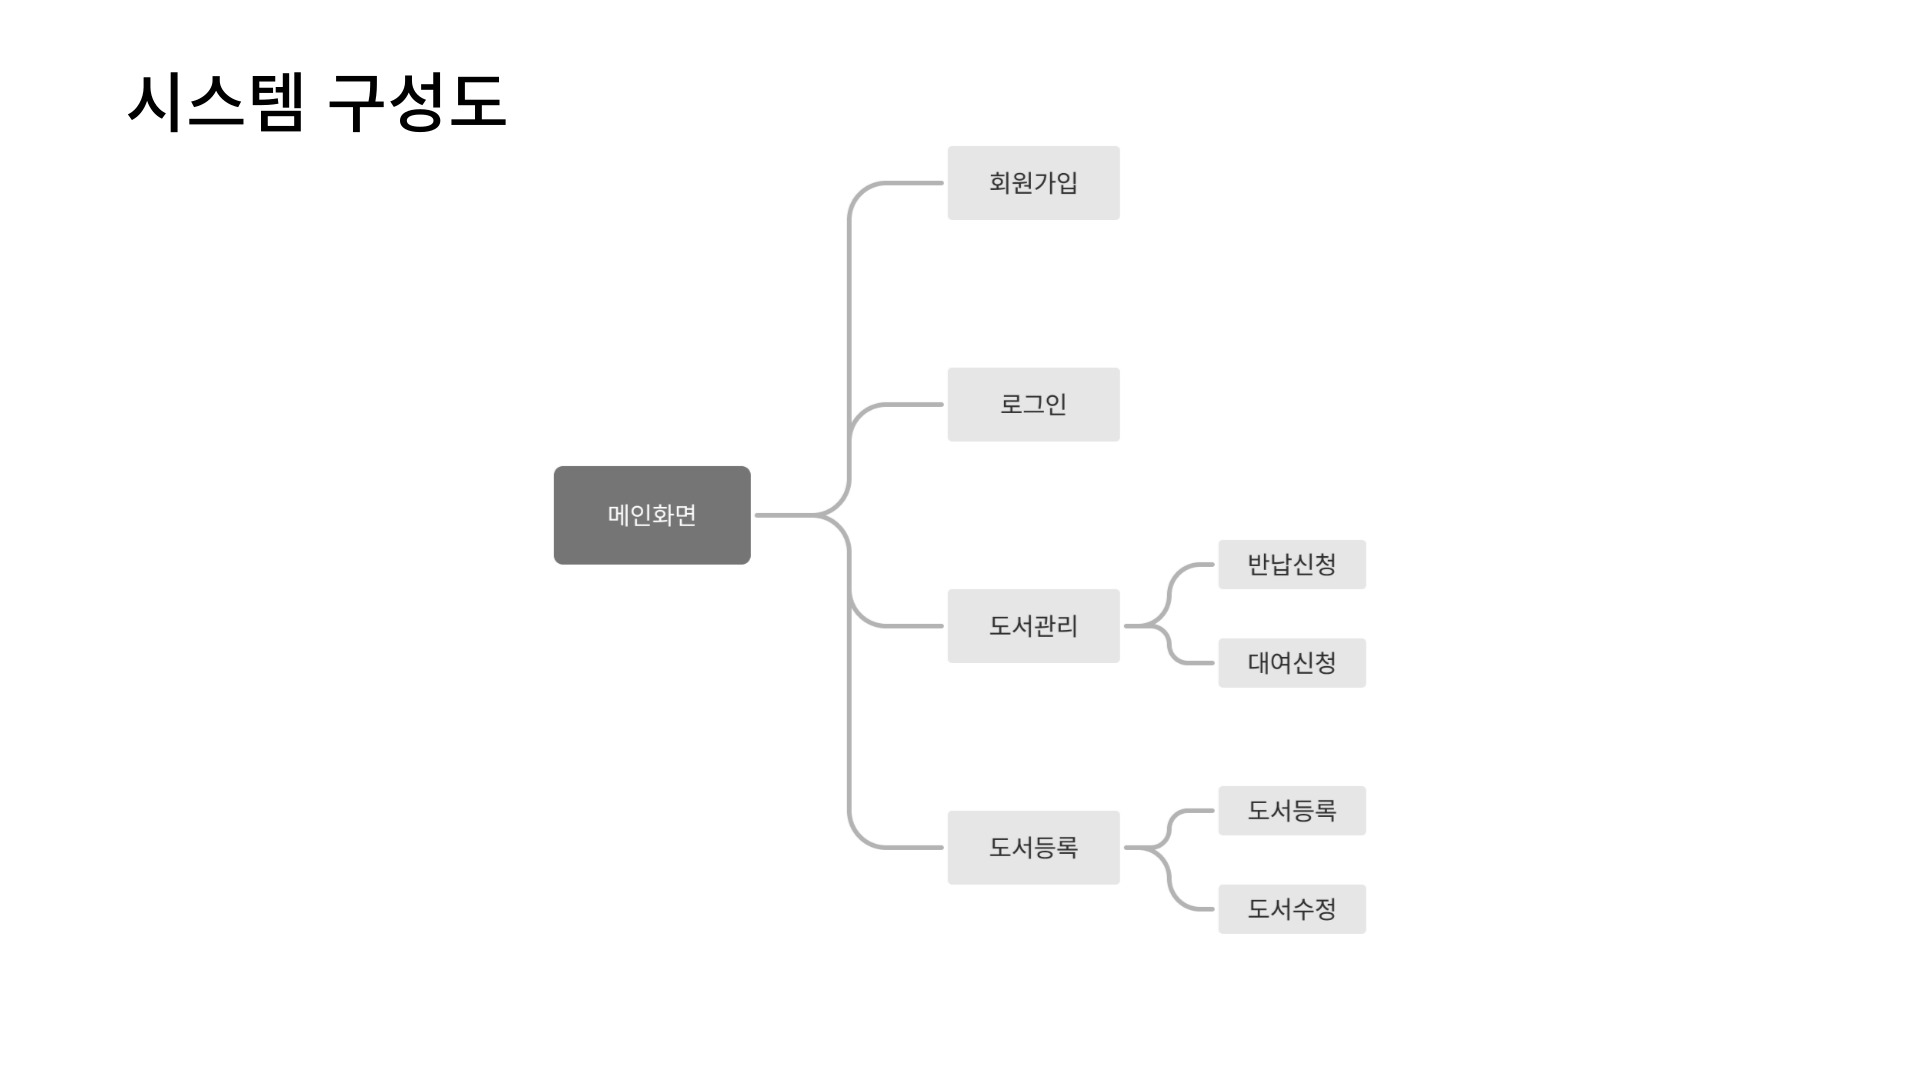 시스템 구성도
회원가입
로그인
메인화면
도서관리
반납신청
대여신청
도서등록
도서등록
도서수정